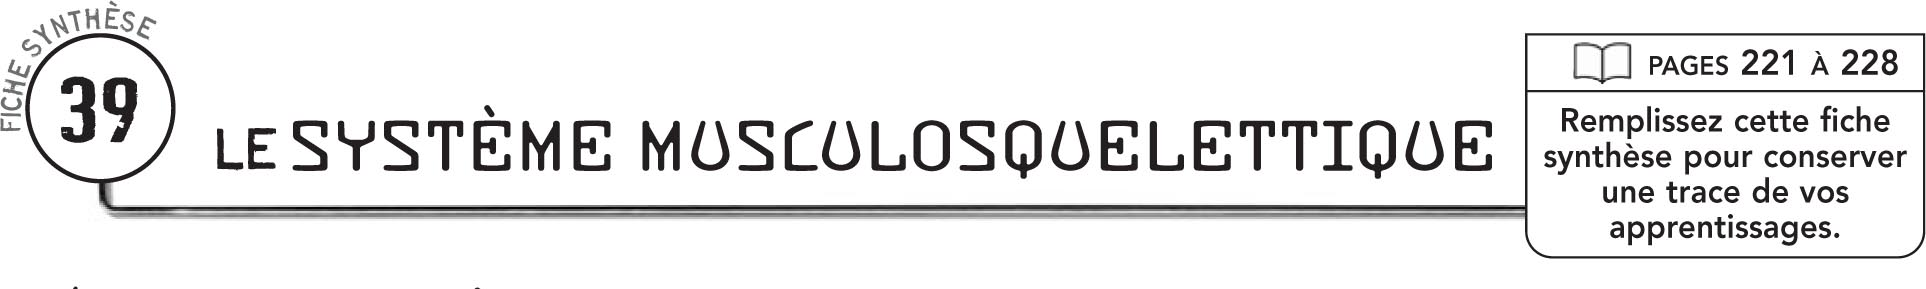 FICHE SYNTHÈSE
39
LE SYSTÈME MUSCULOSQUELETTIQUE
PAGES 221 À 228
Remplissez cette fiche
synthèse pour conserver
une trace de vos
apprentissages.